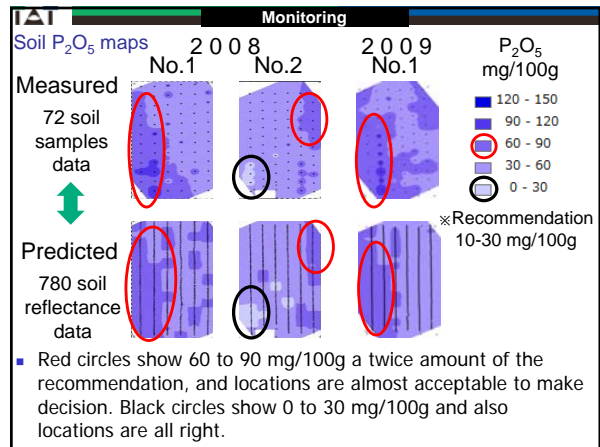 IAI
Monitoring
Soil P₂O₅ maps
2008
2009
P₂O₅
mg/100g
No.1
No.2
No.1
Measured
72 soil
samples
data
120 - 150
90 - 120
60 - 90
30 - 60
0 - 30
※Recommendation
10-30 mg/100g
Predicted
780 soil
reflectance
data
Red circles show 60 to 90 mg/100g a twice amount of the
recommendation, and locations are almost acceptable to make
decision. Black circles show 0 to 30 mg/100g and also
locations are all right.